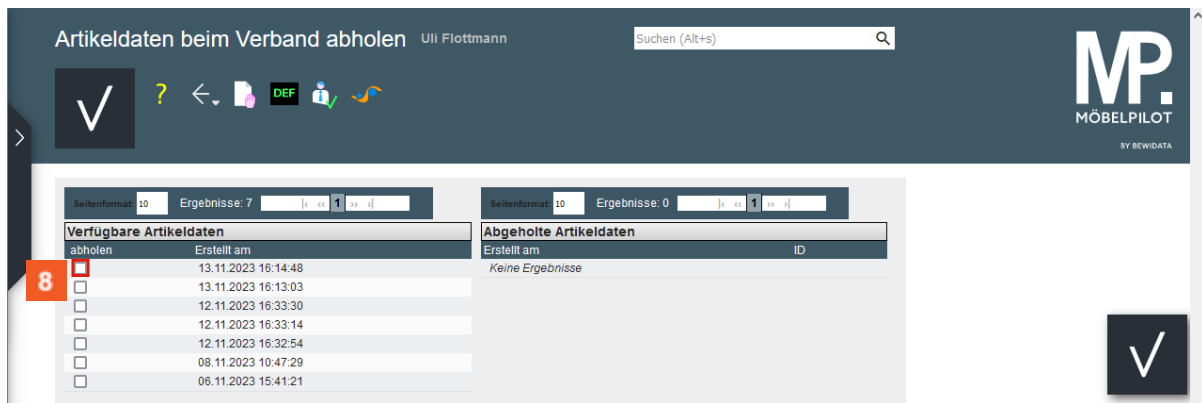 Artikeldaten beim Verband abholen Uli Flottmann
Suchen (Alt+s)
? DEF
MP.
MÖBELPILOT
BY BEWIDATA
Seitenformat: 10 Ergebnisse: 7 |‹ ‹‹ 1 ›› ›|
Verfügbare Artikeldaten
abholen Erstellt am
8
13.11.2023 16:14:48
13.11.2023 16:13:03
12.11.2023 16:33:30
12.11.2023 16:33:14
12.11.2023 16:32:54
08.11.2023 10:47:29
06.11.2023 15:41:21
Seitenformat: 10 Ergebnisse: 0 |‹ ‹‹ 1 ›› ›|
Abgeholte Artikeldaten
Erstellt am ID
Keine Ergebnisse